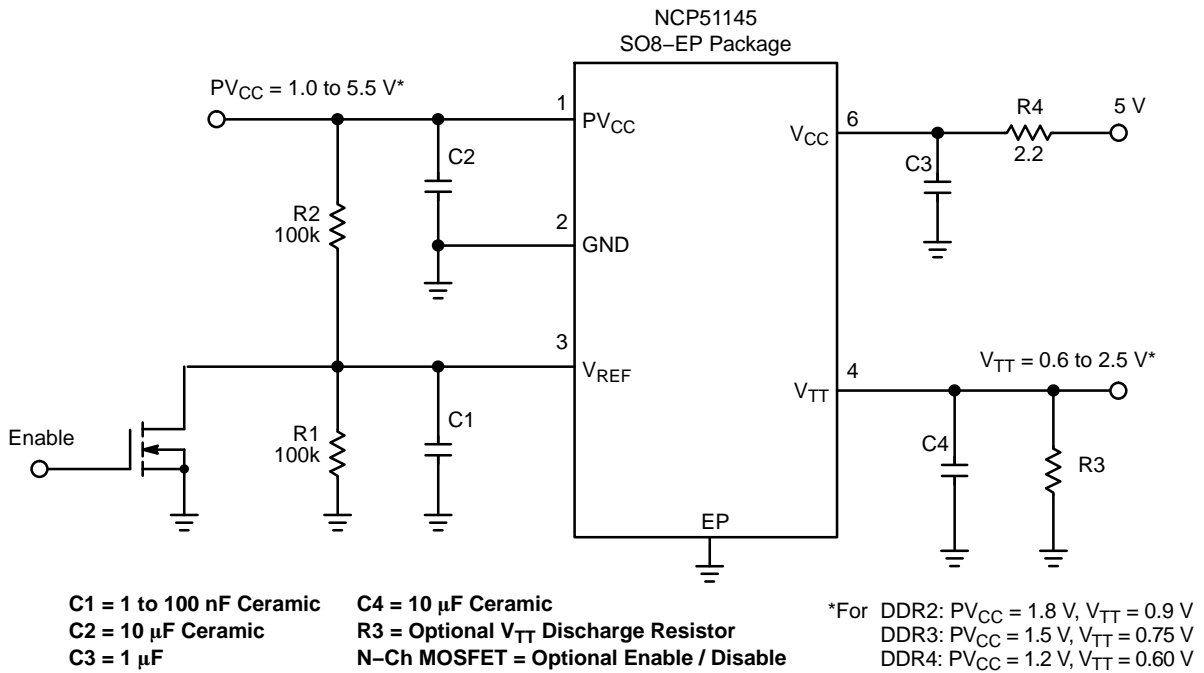 NCP51145
SO8−EP Package
PVCC = 1.0 to 5.5 V*
1
PVCC
6
VCC
R4
2.2
5 V
C2
C3
R2
100k
2
GND
3
VREF
4
VTT
VTT = 0.6 to 2.5 V*
Enable
R1
100k
C1
C4
R3
EP
C1 = 1 to 100 nF Ceramic
C2 = 10 μF Ceramic
C3 = 1 μF
C4 = 10 μF Ceramic
R3 = Optional VTT Discharge Resistor
N−Ch MOSFET = Optional Enable / Disable
*For DDR2: PVCC = 1.8 V, VTT = 0.9 V
DDR3: PVCC = 1.5 V, VTT = 0.75 V
DDR4: PVCC = 1.2 V, VTT = 0.60 V